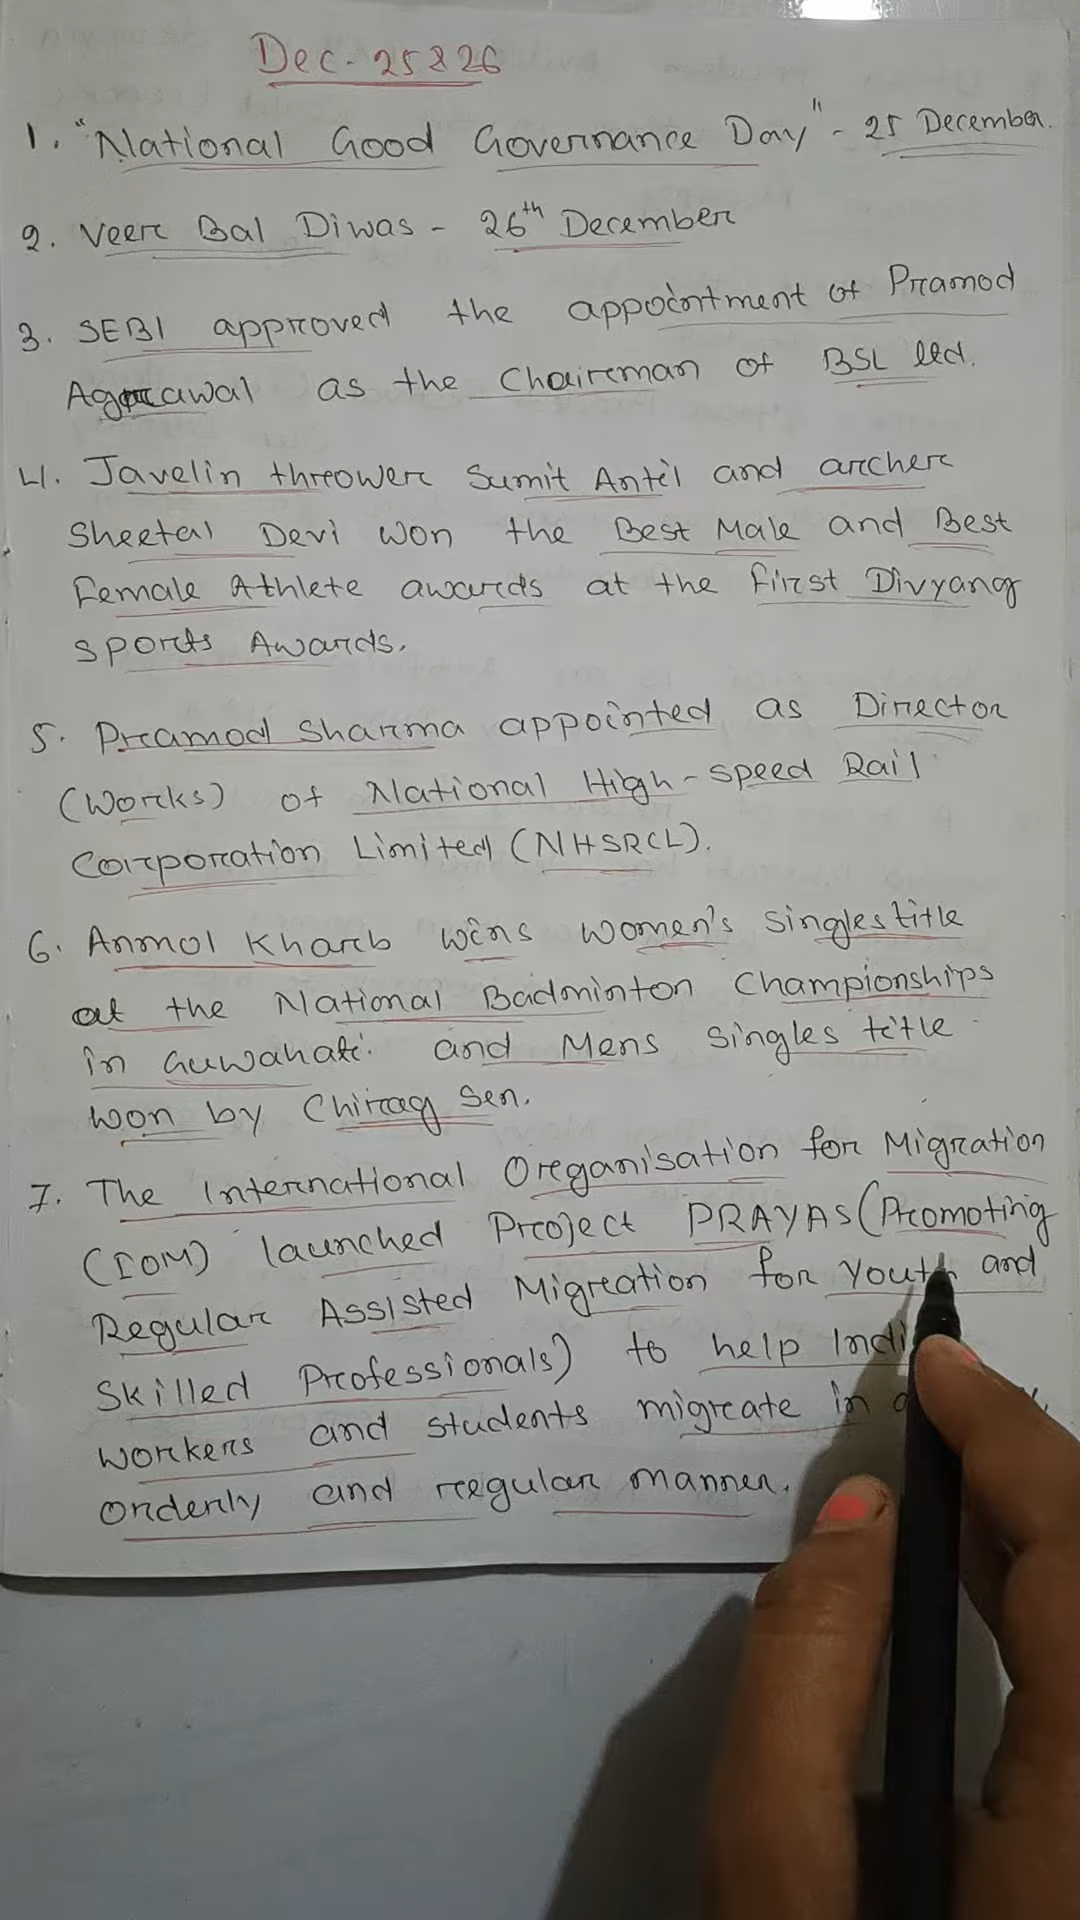 Dec. 25 & 26
1. "National Good Governance Day" - 25 December.
2. Veer Bal Diwas - 26th December
3. SEBI approved the appointment of Pramod
Agrawal as the Chairman of BSL Ltd.
4. Javelin thrower Sumit Antil and archer
Sheetal Devi won the Best Male and Best
Female Athlete awards at the first Divyang
sports Awards.
5. Pramod Sharma appointed as Director
(Works) of National High-speed Rail
Corporation Limited (NHSRCL).
6. Anmol Kharb wins women's singles title
at the National Badminton Championships
in Guwahati. and Mens singles title
won by Chirag Sen.
7. The International Organisation for Migration
(IOM) launched Project PRAYAS (Promoting
Regular Assisted Migration for Youth and
Skilled Professionals) to help
workers and students migrate in
orderly and regular manner.